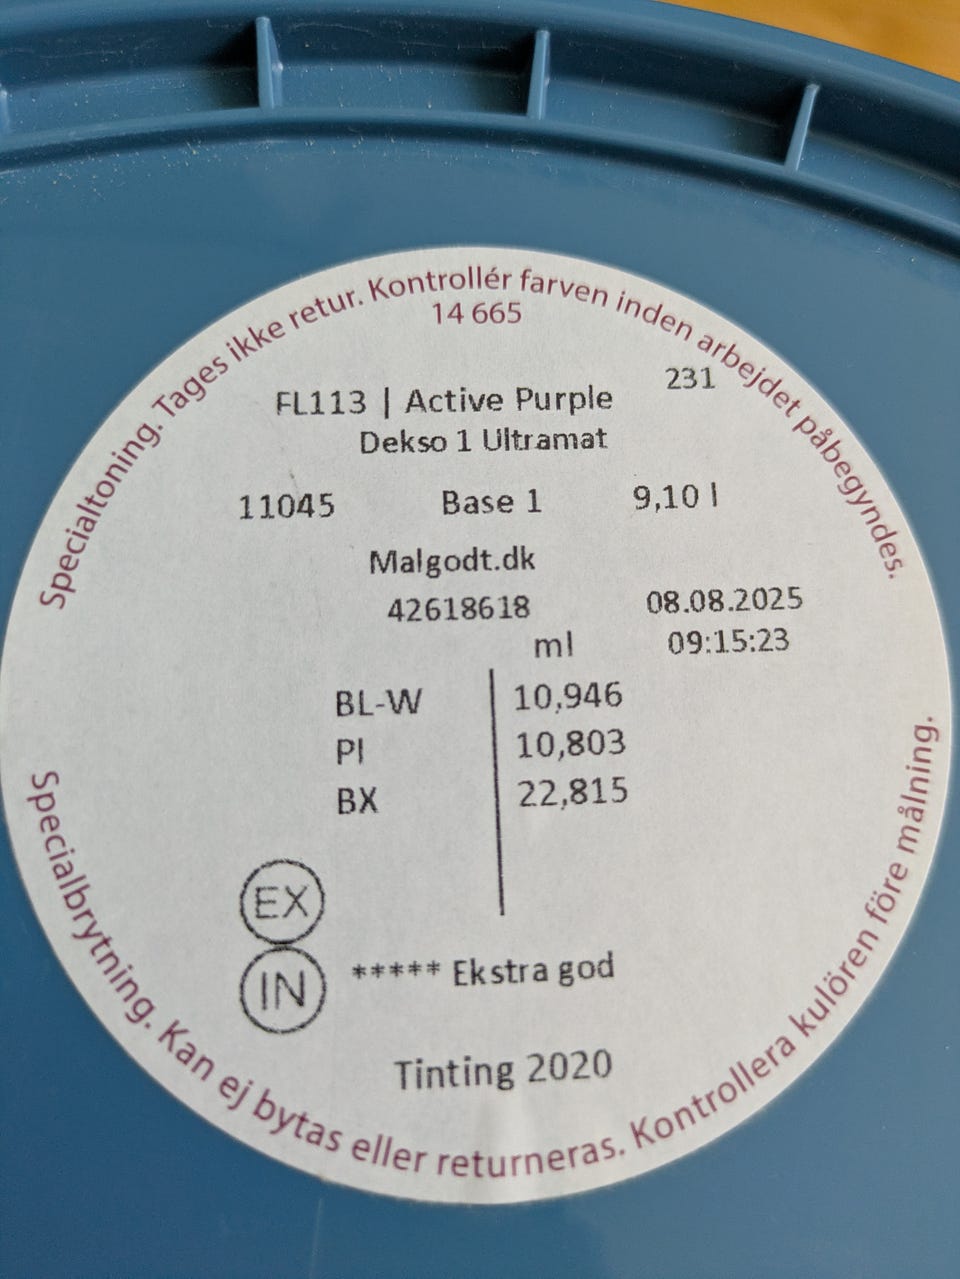 Specialtoning. Tages ikke retur. Kontrollér farven inden arbejdet påbegyndes.
14 665
231
FL113 | Active Purple
Dekso 1 Ultramat
11045 Base 1 9,10 l
Malgodt.dk
42618618 08.08.2025
ml 09:15:23
BL-W 10,946
PI 10,803
BX 22,815
EX
IN ***** Ekstra god
Tinting 2020
Specialbrytning. Kan ej bytas eller returneras. Kontrollera kulören före målning.